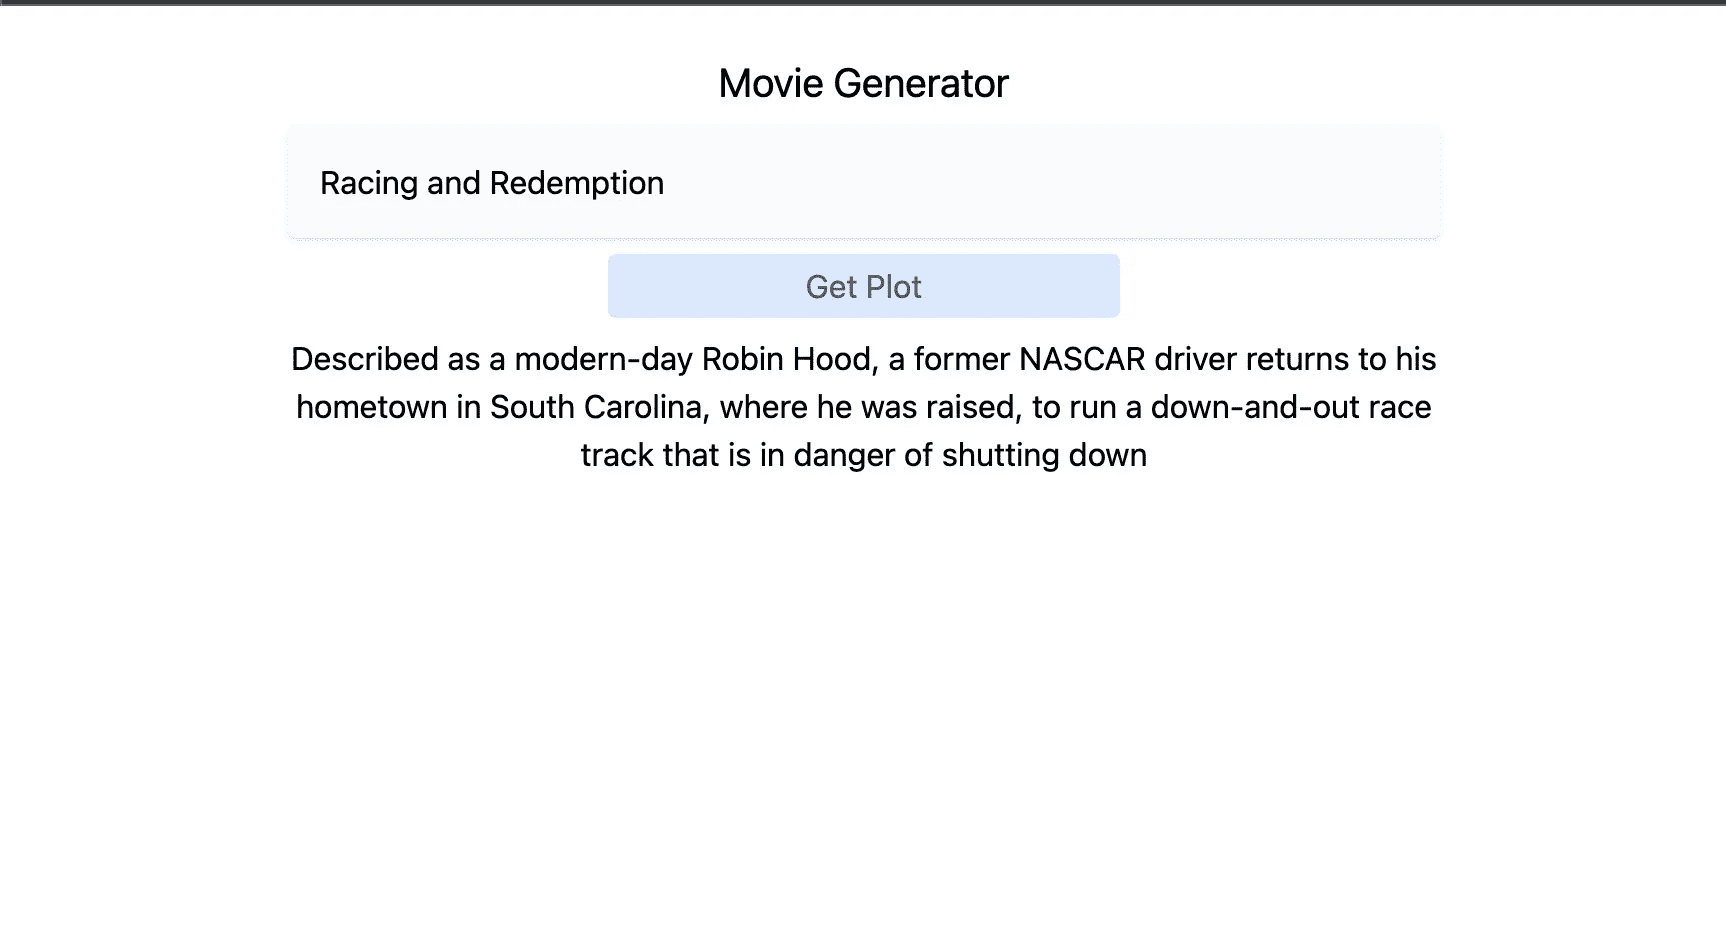 Movie Generator
Racing and Redemption
Get Plot
Described as a modern-day Robin Hood, a former NASCAR driver returns to his
hometown in South Carolina, where he was raised, to run a down-and-out race
track that is in danger of shutting down